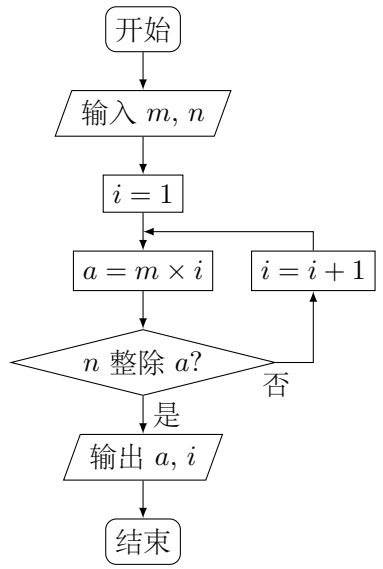 开始
输入 m, n
i = 1
a = m × i
i = i + 1
n 整除 a?
否
是
输出 a, i
结束